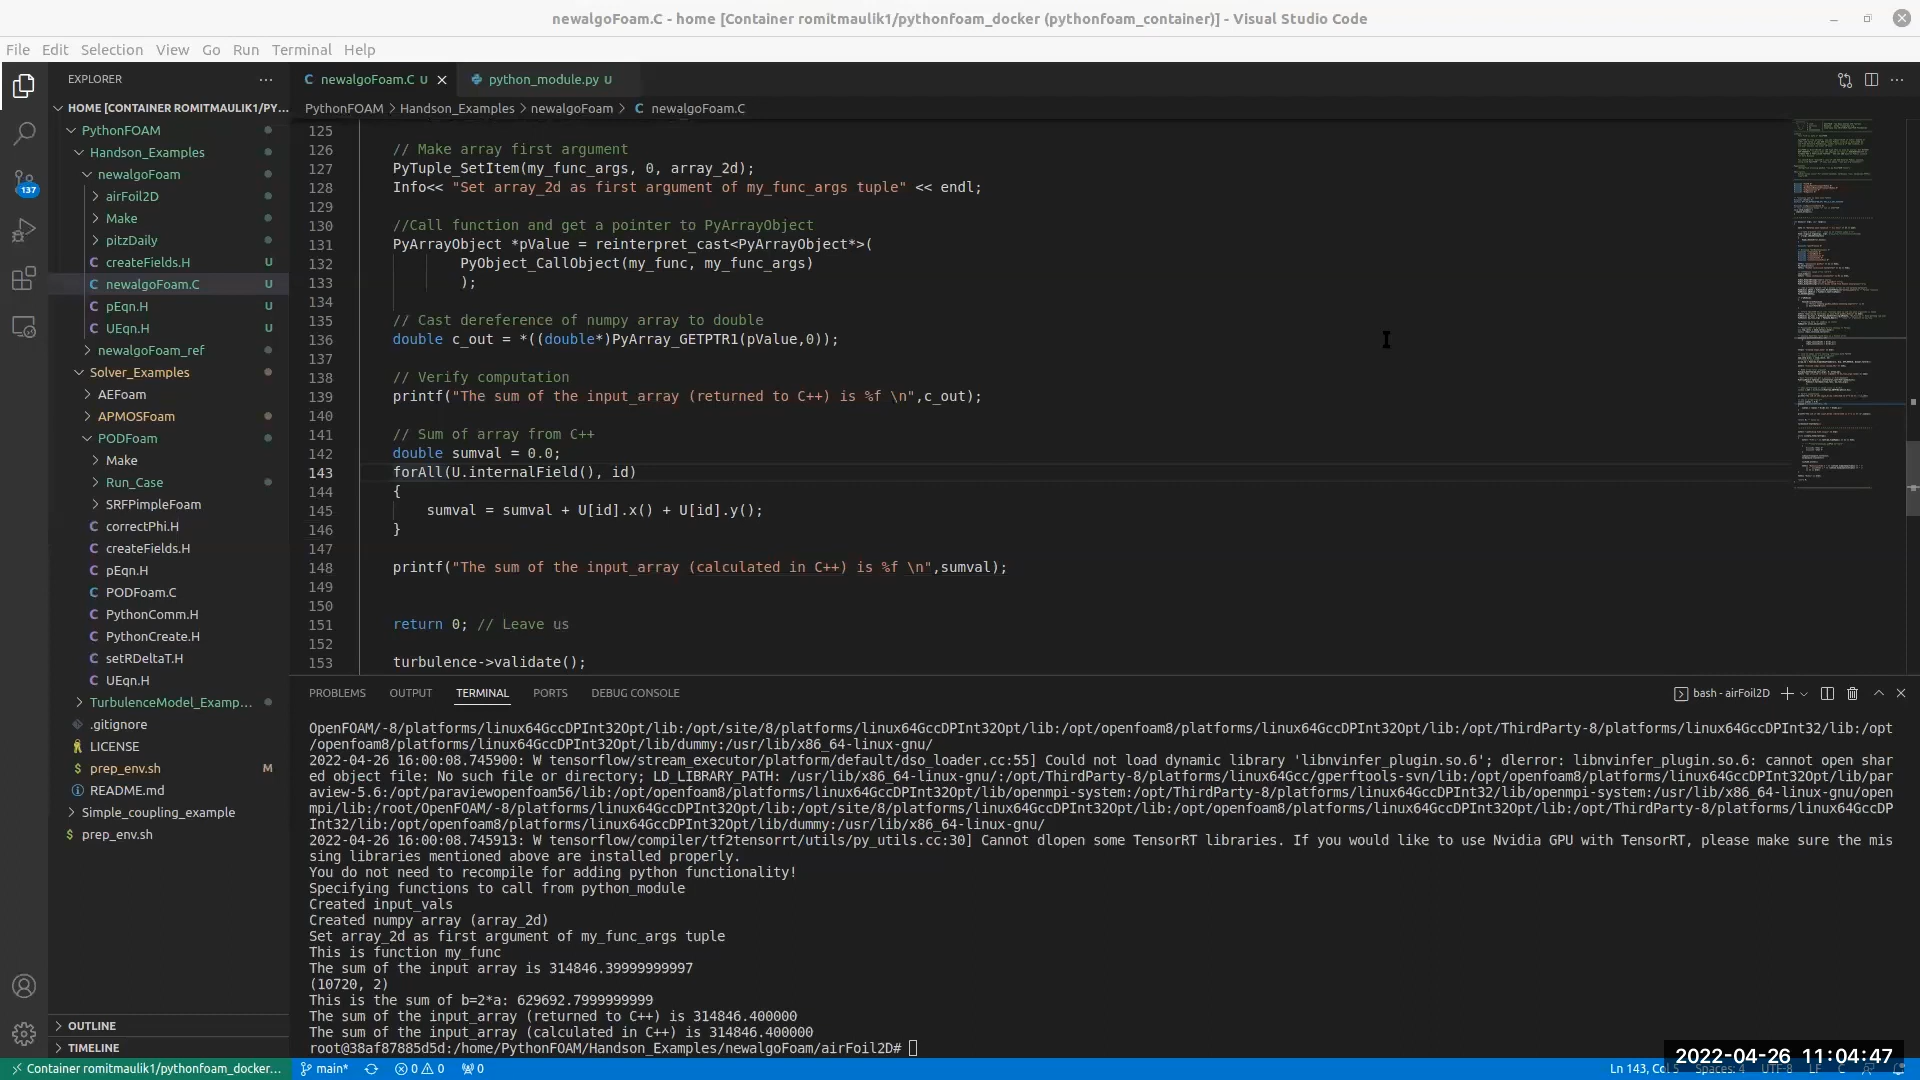 newalgoFoam.C - home [Container romitmaulik1/pythonfoam_docker (pythonfoam_container)] - Visual Studio Code
File Edit Selection View Go Run Terminal Help
EXPLORER
HOME [CONTAINER ROMITMAULIK1/PY...
PythonFOAM
Handson_Examples
newalgoFoam
airFoil2D
Make
pitzDaily
createFields.H U
newalgoFoam.C U
pEqn.H U
UEqn.H U
newalgoFoam_ref
Solver_Examples
AEFoam
APMOSFoam
PODFoam
Make
Run_Case
SRFPimpleFoam
correctPhi.H
createFields.H
pEqn.H
PODFoam.C
PythonComm.H
PythonCreate.H
setRDeltaT.H
UEqn.H
TurbulenceModel_Examp...
.gitignore
LICENSE
prep_env.sh M
README.md
Simple_coupling_example
prep_env.sh
OUTLINE
TIMELINE
137
newalgoFoam.C U python_module.py U
PythonFOAM > Handson_Examples > newalgoFoam > newalgoFoam.C
125
126 // Make array first argument
127 PyTuple_SetItem(my_func_args, 0, array_2d);
128 Info<< "Set array_2d as first argument of my_func_args tuple" << endl;
129
130 //Call function and get a pointer to PyArrayObject
131 PyArrayObject *pValue = reinterpret_cast<PyArrayObject*>(
132 PyObject_CallObject(my_func, my_func_args)
133 );
134
135 // Cast dereference of numpy array to double
136 double c_out = *((double*)PyArray_GETPTR1(pValue,0));
137
138 // Verify computation
139 printf("The sum of the input_array (returned to C++) is %f \n",c_out);
140
141 // Sum of array from C++
142 double sumval = 0.0;
143 forAll(U.internalField(), id)
144 {
145 sumval = sumval + U[id].x() + U[id].y();
146 }
147
148 printf("The sum of the input_array (calculated in C++) is %f \n",sumval);
149
150
151 return 0; // Leave us
152
153 turbulence->validate();
PROBLEMS OUTPUT TERMINAL PORTS DEBUG CONSOLE
bash - airFoil2D
OpenFOAM/-8/platforms/linux64GccDPInt32Opt/lib:/opt/site/8/platforms/linux64GccDPInt32Opt/lib:/opt/openfoam8/platforms/linux64GccDPInt32Opt/lib:/opt/ThirdParty-8/platforms/linux64GccDPInt32/lib:/opt
/openfoam8/platforms/linux64GccDPInt32Opt/lib/dummy:/usr/lib/x86_64-linux-gnu/
2022-04-26 16:00:08.745900: W tensorflow/stream_executor/platform/default/dso_loader.cc:55] Could not load dynamic library 'libnvinfer_plugin.so.6'; dlerror: libnvinfer_plugin.so.6: cannot open shar
ed object file: No such file or directory; LD_LIBRARY_PATH: /usr/lib/x86_64-linux-gnu/:/opt/ThirdParty-8/platforms/linux64Gcc/gperftools-svn/lib:/opt/openfoam8/platforms/linux64GccDPInt32Opt/lib/par
aview-5.6:/opt/paraviewopenfoam56/lib:/opt/openfoam8/platforms/linux64GccDPInt32Opt/lib/openmpi-system:/opt/ThirdParty-8/platforms/linux64GccDPInt32/lib/openmpi-system:/usr/lib/x86_64-linux-gnu/open
mpi/lib:/root/OpenFOAM/-8/platforms/linux64GccDPInt32Opt/lib:/opt/site/8/platforms/linux64GccDPInt32Opt/lib:/opt/openfoam8/platforms/linux64GccDPInt32Opt/lib:/opt/ThirdParty-8/platforms/linux64GccDP
Int32/lib:/opt/openfoam8/platforms/linux64GccDPInt32Opt/lib/dummy:/usr/lib/x86_64-linux-gnu/
2022-04-26 16:00:08.745913: W tensorflow/compiler/tf2tensorrt/utils/py_utils.cc:30] Cannot dlopen some TensorRT libraries. If you would like to use Nvidia GPU with TensorRT, please make sure the mis
sing libraries mentioned above are installed properly.
You do not need to recompile for adding python functionality!
Specifying functions to call from python_module
Created input_vals
Created numpy array (array_2d)
Set array_2d as first argument of my_func_args tuple
This is function my_func
The sum of the input array is 314846.39999999997
(10720, 2)
This is the sum of b=2*a: 629692.7999999999
The sum of the input_array (returned to C++) is 314846.400000
The sum of the input_array (calculated in C++) is 314846.400000
root@38af87885d5d:/home/PythonFOAM/Handson_Examples/newalgoFoam/airFoil2D#
2022-04-26 11:04:47
Container romitmaulik1/pythonfoam_docker... main* 0 0 0 Ln 143, Col 5 Spaces: 4 UTF-8 LF C